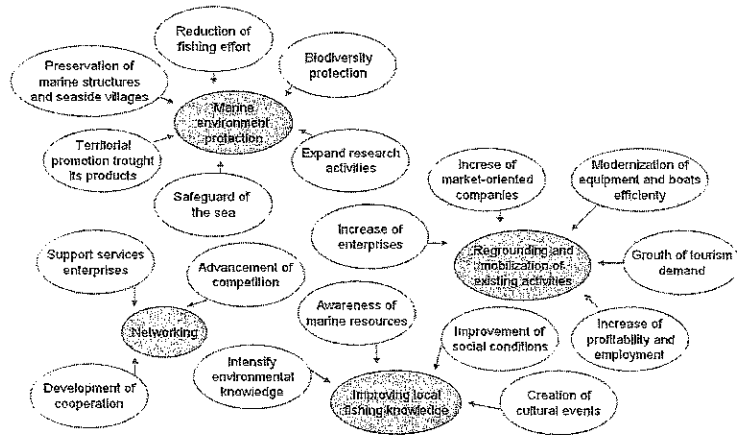 Reduction of
fishing effort
Preservation of
marine structures
and seaside villages
Biodiversity
protection
Marine
environment
protection
Territorial
promotion trought
its products
Expand research
activities
Safeguard of
the sea
Increse of
market-oriented
companies
Modernization of
equipment and boats
efficienty
Increase of
enterprises
Regrounding and
mobilization of
existing activities
Grouth of tourism
demand
Support services
enterprises
Advancement of
competition
Networking
Awareness of
marine resources
Improvement of
social conditions
Increase of
profitability and
employment
Development of
cooperation
Intensify
environmental
knowledge
Improving local
fishing knowledge
Creation of
cultural events